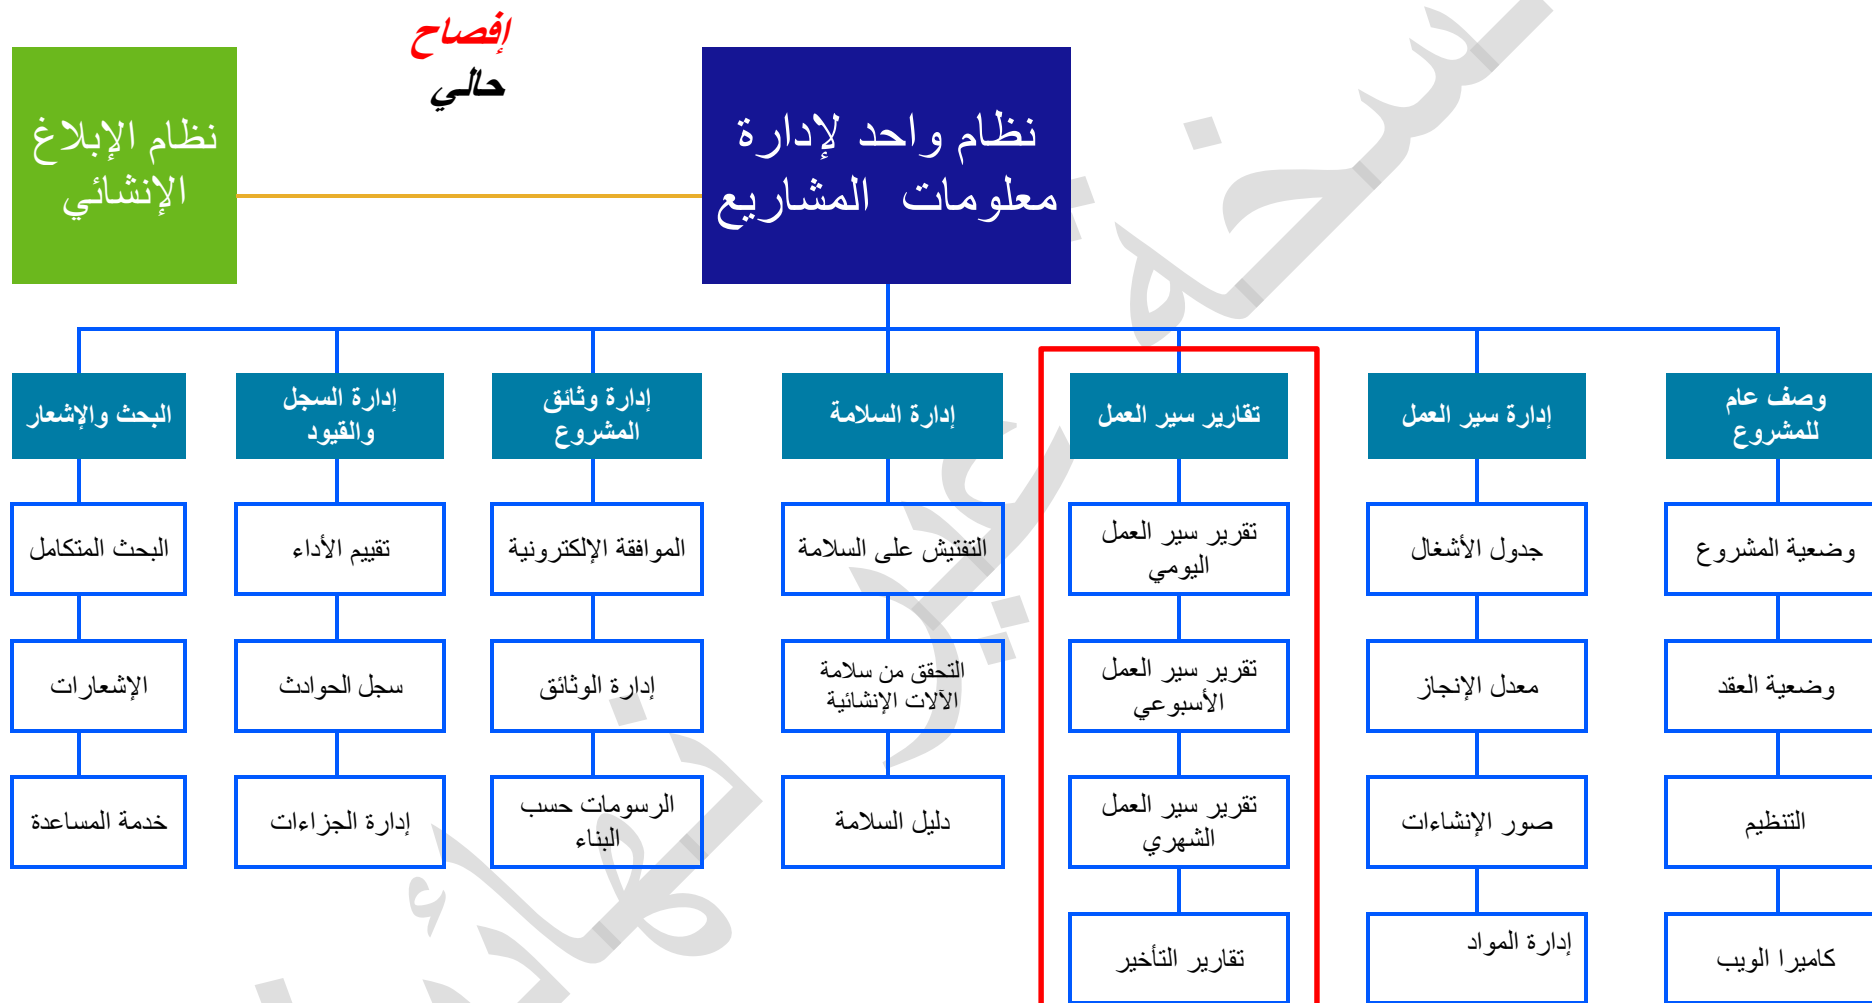 إفصاح
حالي
نظام واحد لإدارة
معلومات المشاريع
نظام الإبلاغ
الإنشائي
وصف عام
للمشروع
إدارة سير العمل
تقارير سير العمل
إدارة السلامة
إدارة وثائق
المشروع
إدارة السجل
والقيود
البحث والإشعار
وضعية المشروع
جدول الأشغال
تقرير سير العمل
اليومي
التفتيش على السلامة
الموافقة الإلكترونية
تقييم الأداء
البحث المتكامل
وضعية العقد
معدل الإنجاز
تقرير سير العمل
الأسبوعي
التحقق من سلامة
الآلات الإنشائية
إدارة الوثائق
سجل الحوادث
الإشعارات
التنظيم
صور الإنشاءات
تقرير سير العمل
الشهري
دليل السلامة
الرسومات حسب
البناء
إدارة الجزاءات
خدمة المساعدة
كاميرا الويب
إدارة المواد
تقارير التأخير
نسخة غير نهائية